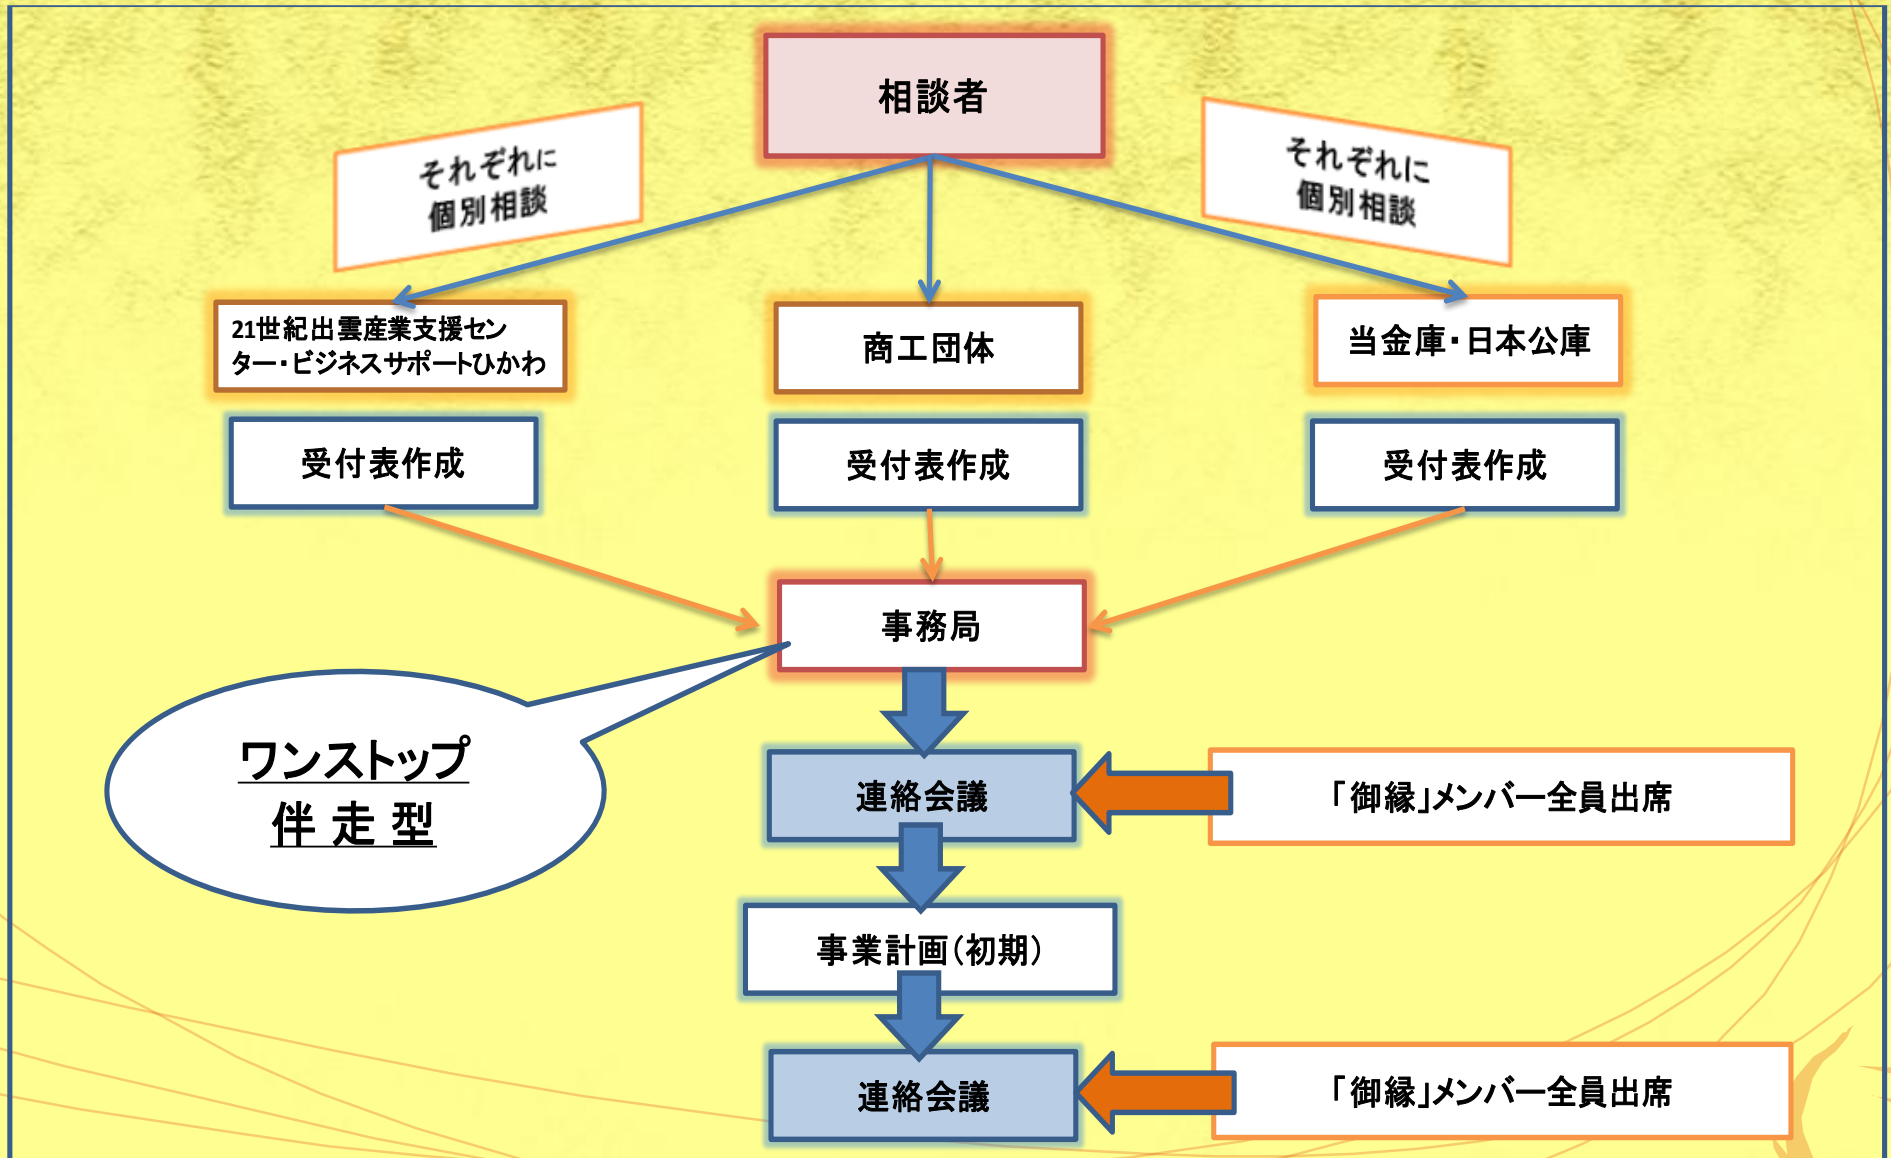 相談者
それぞれに
個別相談
それぞれに
個別相談
21世紀出雲産業支援セン
ター・ビジネスサポートひかわ
商工団体
当金庫・日本公庫
受付表作成
受付表作成
受付表作成
事務局
ワンストップ
伴 走 型
連絡会議
「御縁」メンバー全員出席
事業計画（初期）
連絡会議
「御縁」メンバー全員出席